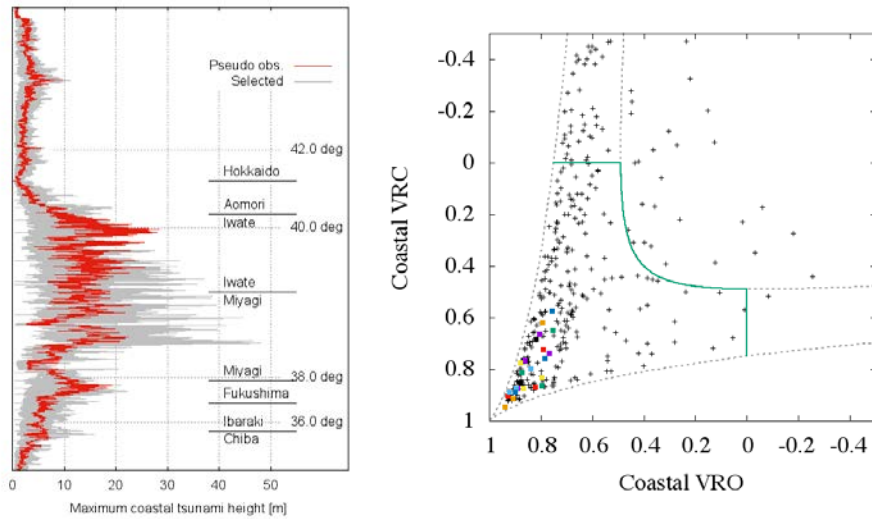 Pseudo obs.
Selected
42.0 deg
Hokkaido
Aomori
Iwate
40.0 deg
Iwate
Miyagi
Miyagi
38.0 deg
Fukushima
Ibaraki
36.0 deg
Chiba
0 10 20 30 40 50
Maximum coastal tsunami height [m]
-0.4
-0.2
0
0.2
0.4
0.6
0.8
1
Coastal VRC
1 0.8 0.6 0.4 0.2 0 -0.2 -0.4
Coastal VRO